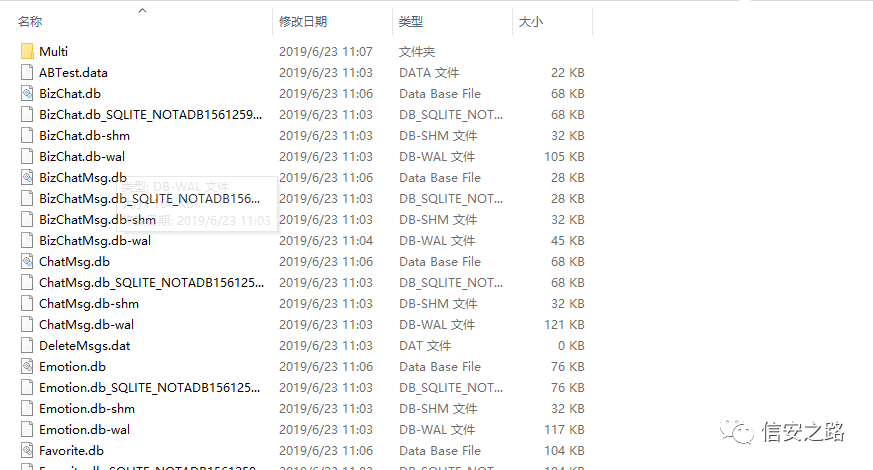 名称 修改日期 类型 大小
Multi 2019/6/23 11:07 文件夹
ABTest.data 2019/6/23 11:03 DATA 文件 22 KB
BizChat.db 2019/6/23 11:06 Data Base File 68 KB
BizChat.db_SQLITE_NOTADB1561259... 2019/6/23 11:03 DB_SQLITE_NOT... 68 KB
BizChat.db-shm 2019/6/23 11:03 DB-SHM 文件 32 KB
BizChat.db-wal 2019/6/23 11:03 DB-WAL 文件 105 KB
BizChatMsg.db 2019/6/23 11:06 Data Base File 28 KB
类型: DB-WAL 文件
BizChatMsg.db_SQLITE_NOTADB156... 2019/6/23 11:03 DB_SQLITE_NOT... 28 KB
BizChatMsg.db-shm 2019/6/23 11:03 DB-SHM 文件 32 KB
期: 2019/6/23 11:03
BizChatMsg.db-wal 2019/6/23 11:04 DB-WAL 文件 45 KB
ChatMsg.db 2019/6/23 11:06 Data Base File 68 KB
ChatMsg.db_SQLITE_NOTADB156125... 2019/6/23 11:03 DB_SQLITE_NOT... 68 KB
ChatMsg.db-shm 2019/6/23 11:03 DB-SHM 文件 32 KB
ChatMsg.db-wal 2019/6/23 11:03 DB-WAL 文件 121 KB
DeleteMsgs.dat 2019/6/23 11:03 DAT 文件 0 KB
Emotion.db 2019/6/23 11:06 Data Base File 76 KB
Emotion.db_SQLITE_NOTADB156125... 2019/6/23 11:03 DB_SQLITE_NOT... 76 KB
Emotion.db-shm 2019/6/23 11:03 DB-SHM 文件 32 KB
Emotion.db-wal 2019/6/23 11:03 DB-WAL 文件 117 KB
Favorite.db 2019/6/23 11:06 Data Base File 104 KB
信安之路